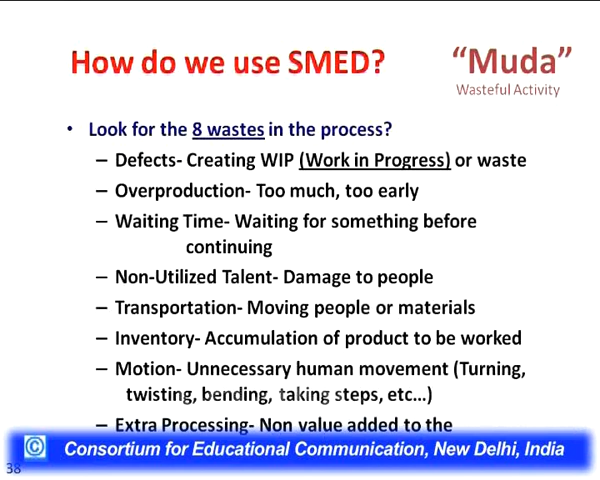 How do we use SMED?
“Muda”
Wasteful Activity
• Look for the 8 wastes in the process?
– Defects- Creating WIP (Work in Progress) or waste
– Overproduction- Too much, too early
– Waiting Time- Waiting for something before
continuing
– Non-Utilized Talent- Damage to people
– Transportation- Moving people or materials
– Inventory- Accumulation of product to be worked
– Motion- Unnecessary human movement (Turning,
twisting, bending, taking steps, etc…)
– Extra Processing- Non value added to the
© Consortium for Educational Communication, New Delhi, India
38